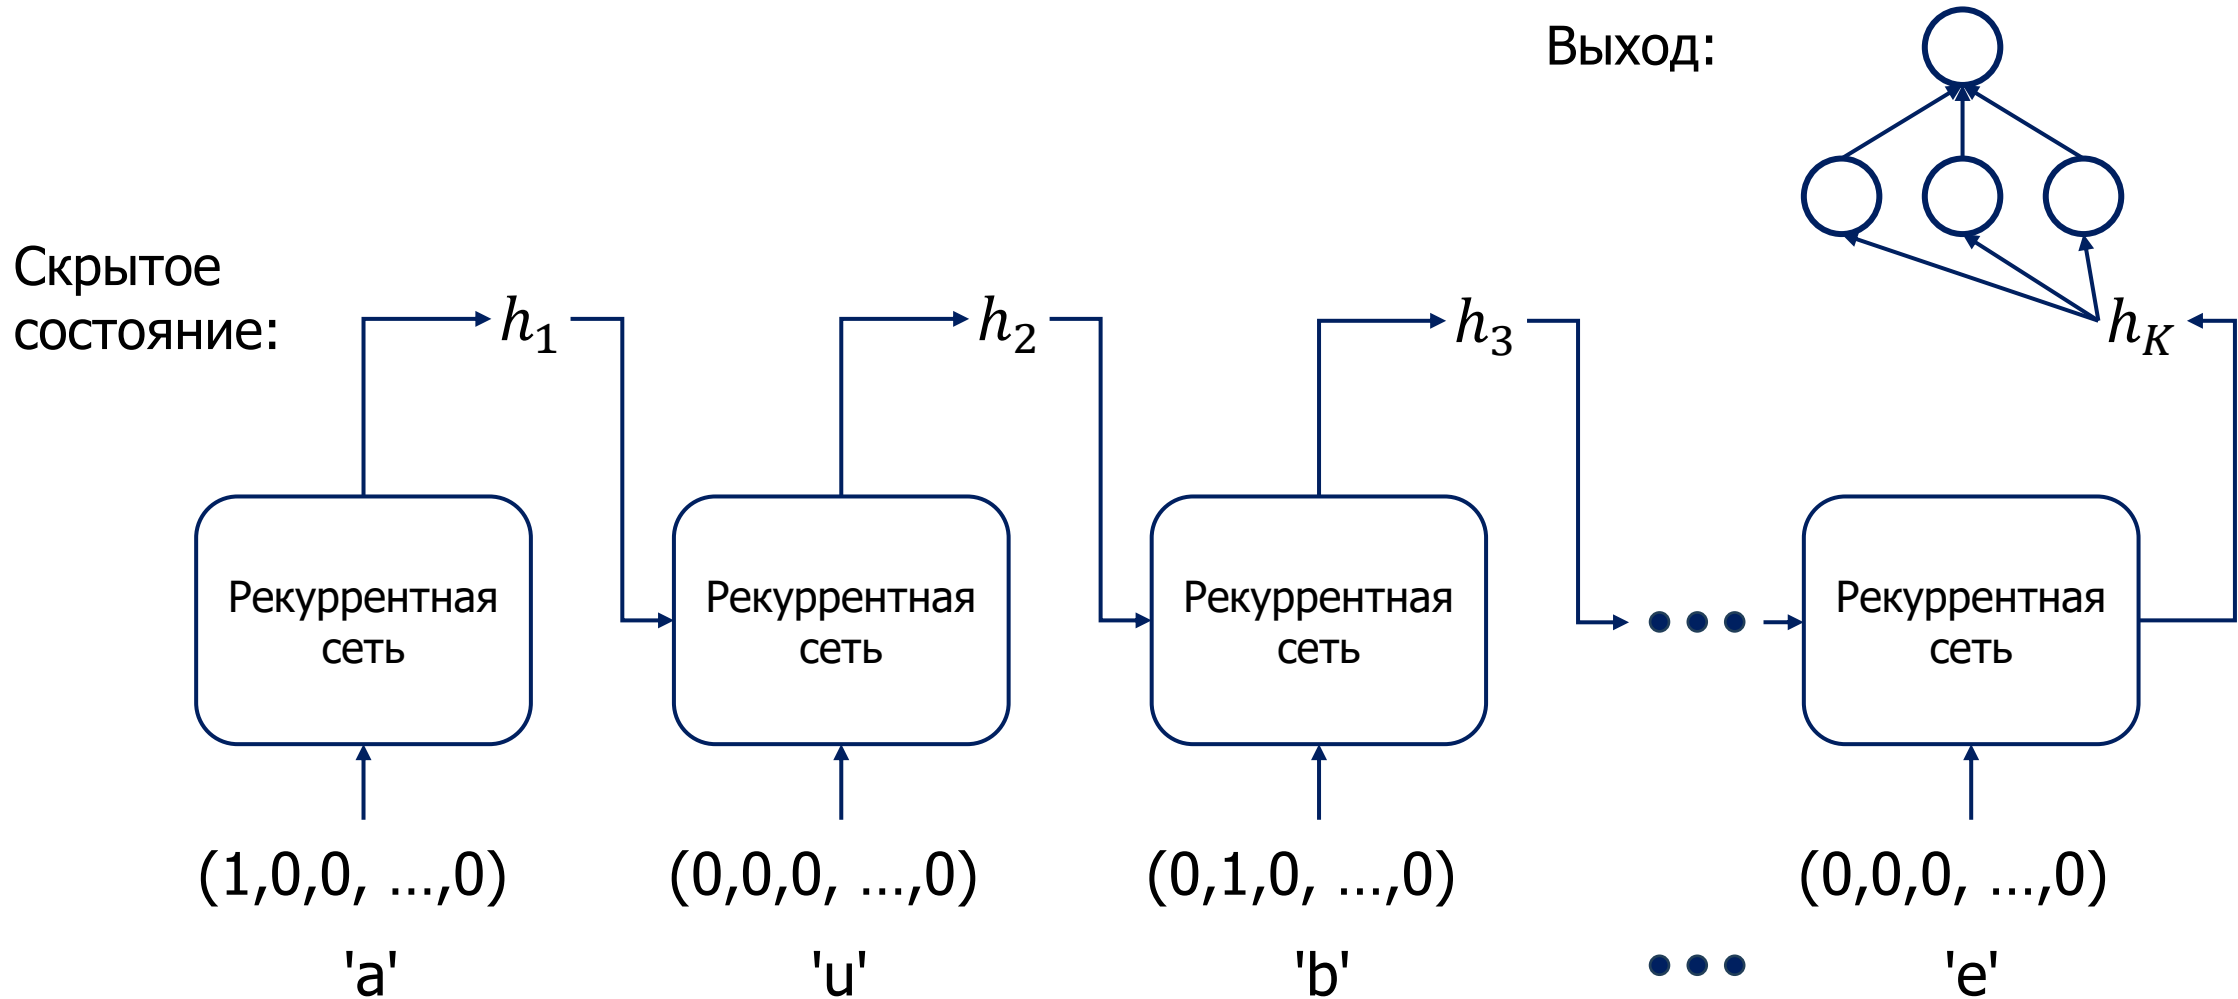 Выход:
Скрытое
состояние:
h₁
h₂
h₃
h_K
Рекуррентная
сеть
Рекуррентная
сеть
Рекуррентная
сеть
Рекуррентная
сеть
(1,0,0, ...,0)
(0,0,0, ...,0)
(0,1,0, ...,0)
(0,0,0, ...,0)
'a'
'u'
'b'
'e'